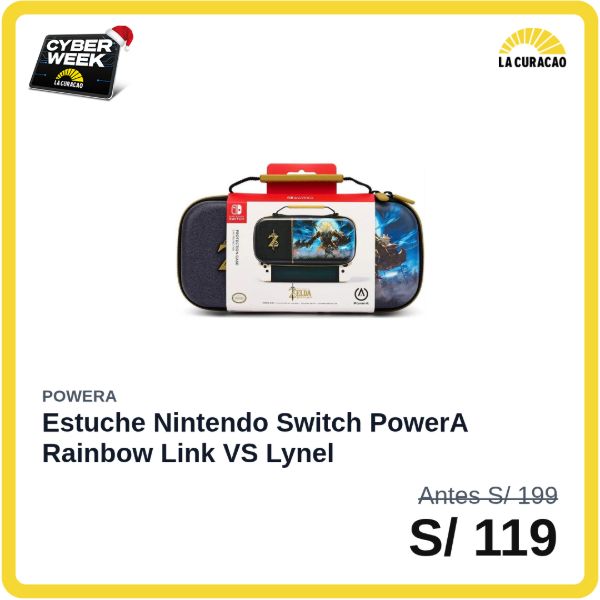 CYBER
WEEK
LA CURACAO
LA CURACAO
POWERA
Estuche Nintendo Switch PowerA
Rainbow Link VS Lynel
Antes S/ 199
S/ 119